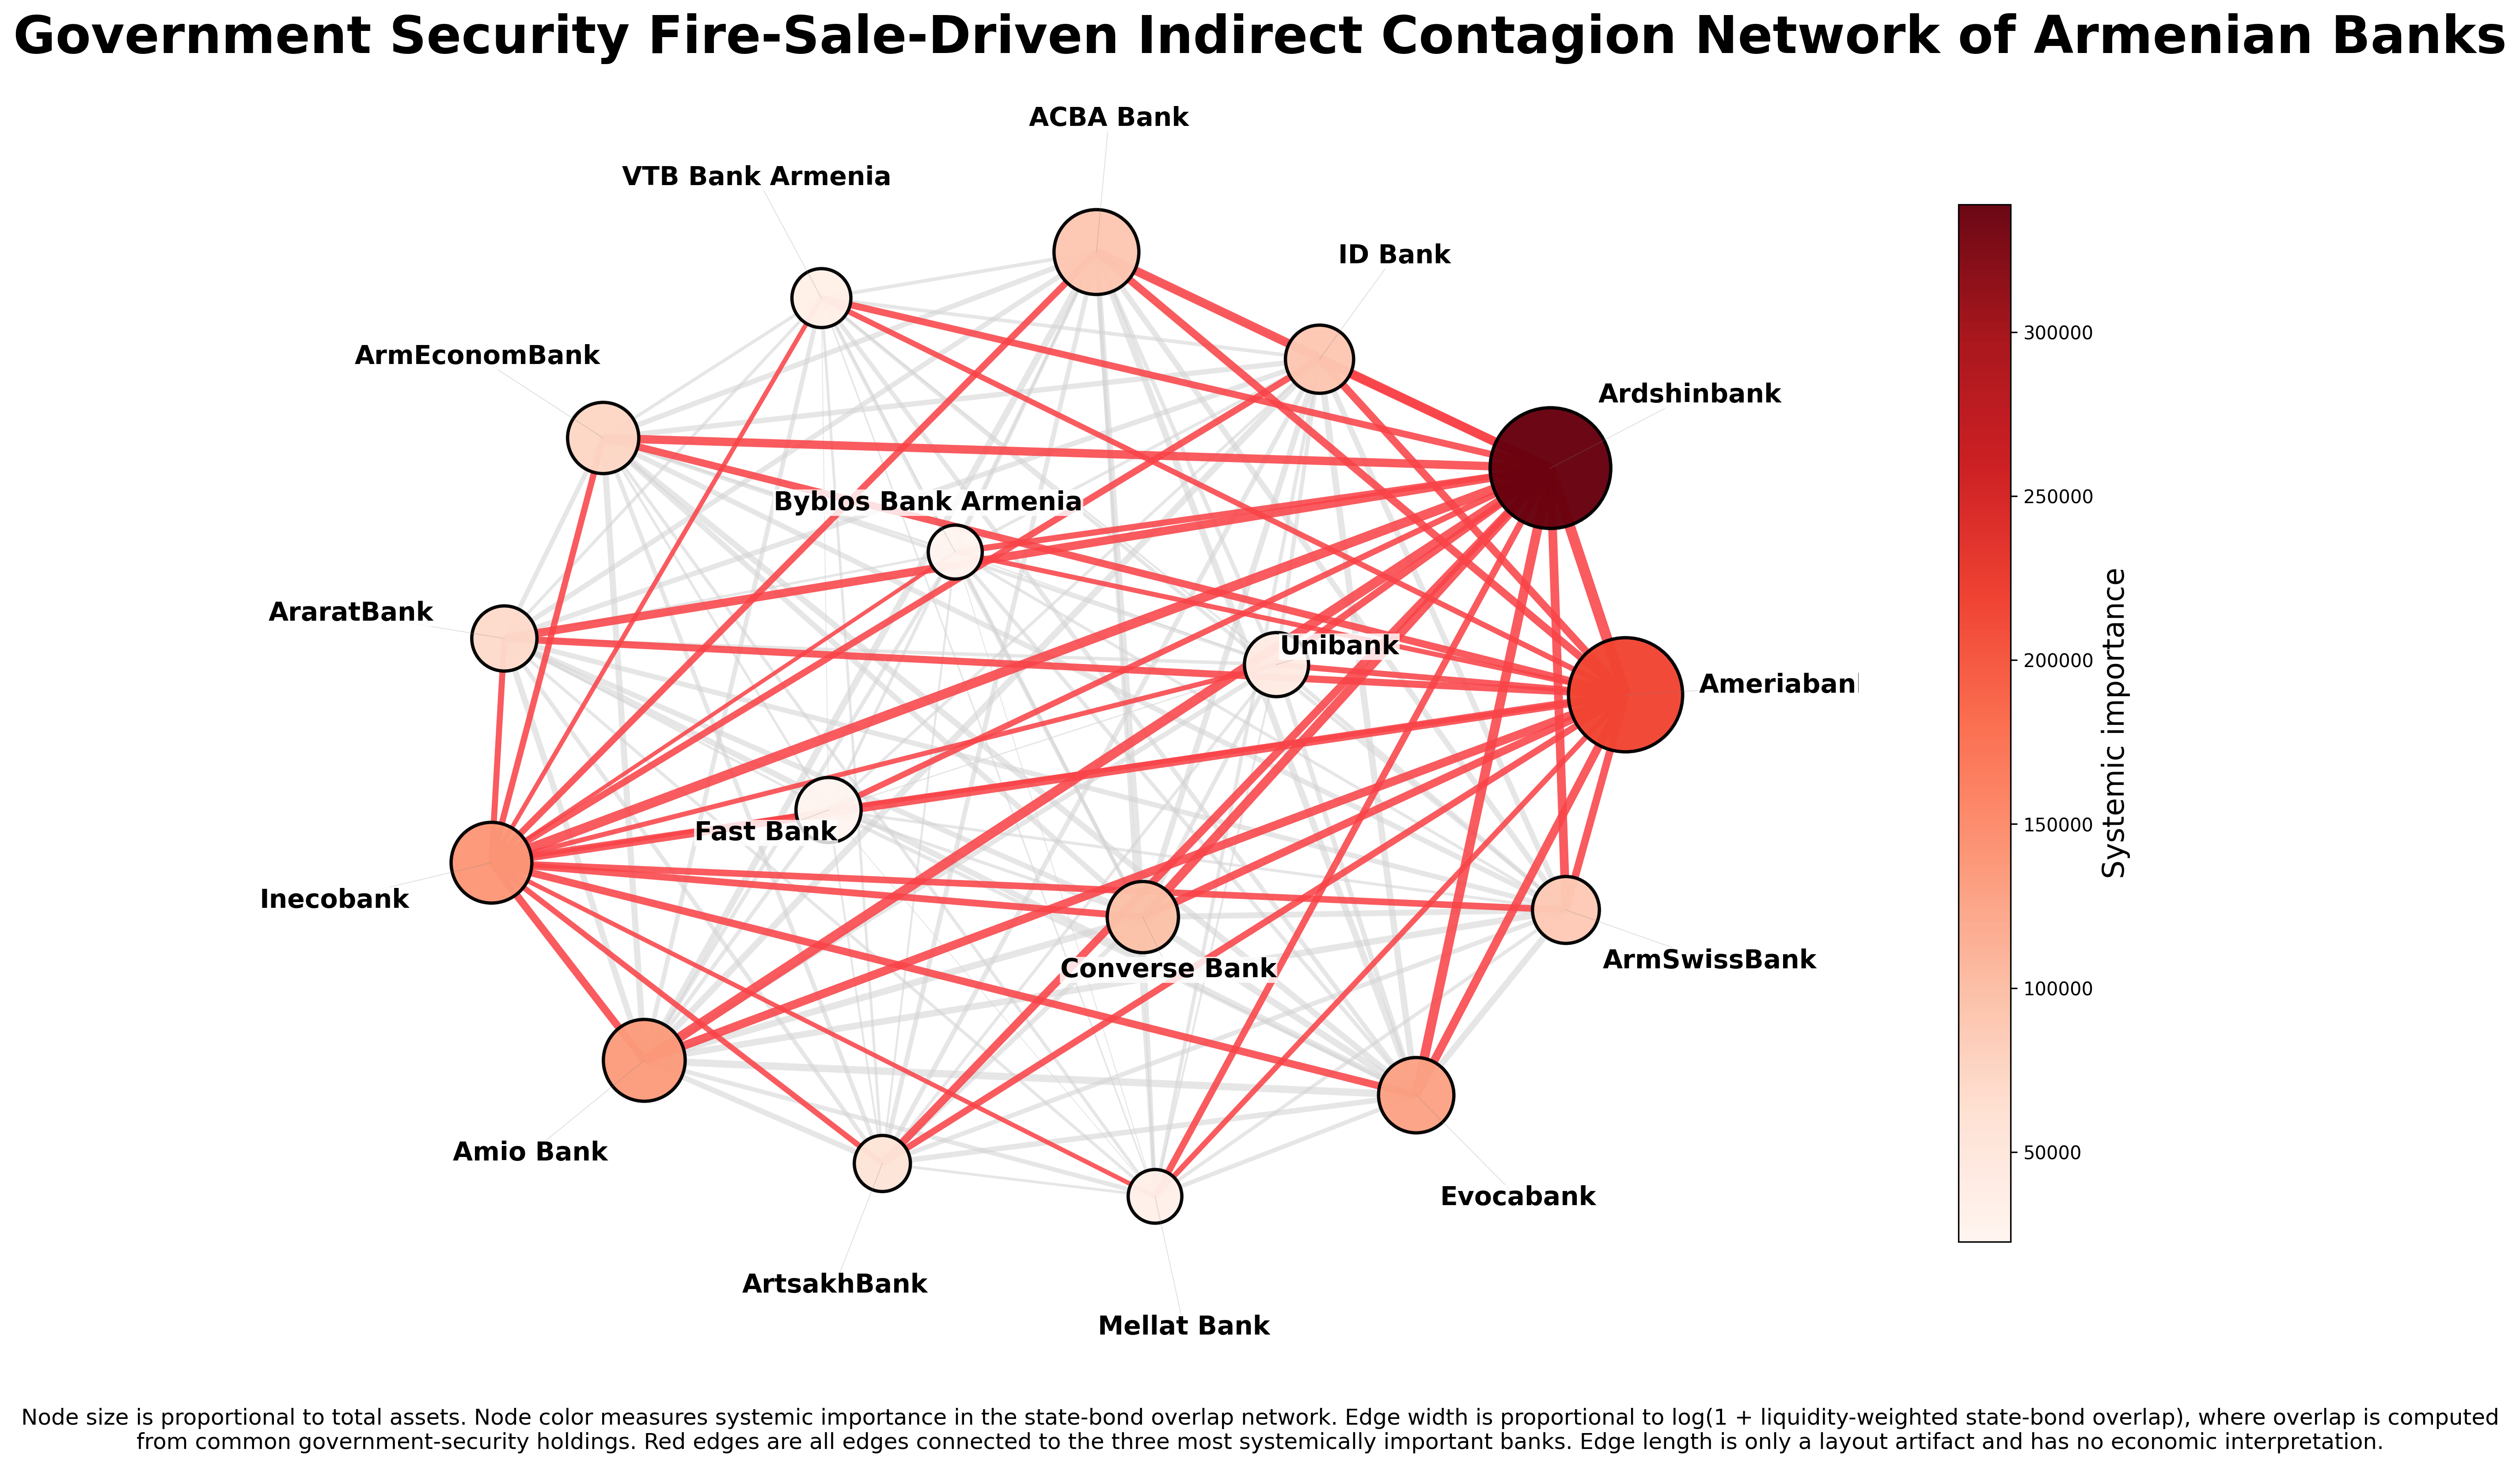 Government Security Fire-Sale-Driven Indirect Contagion Network of Armenian Banks
ACBA Bank
VTB Bank Armenia
ID Bank
ArmEconomBank
Ardshinbank
Byblos Bank Armenia
AraratBank
Unibank
Ameriaban
Fast Bank
Inecobank
Converse Bank
ArmSwissBank
Amio Bank
Evocabank
ArtsakhBank
Mellat Bank
300000
250000
200000
150000
100000
50000
Systemic importance
Node size is proportional to total assets. Node color measures systemic importance in the state-bond overlap network. Edge width is proportional to log(1 + liquidity-weighted state-bond overlap), where overlap is computed
from common government-security holdings. Red edges are all edges connected to the three most systemically important banks. Edge length is only a layout artifact and has no economic interpretation.